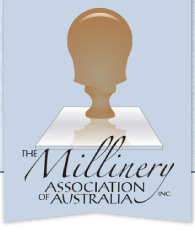 THE
Millinery
ASSOCIATION
OF AUSTRALIA INC.